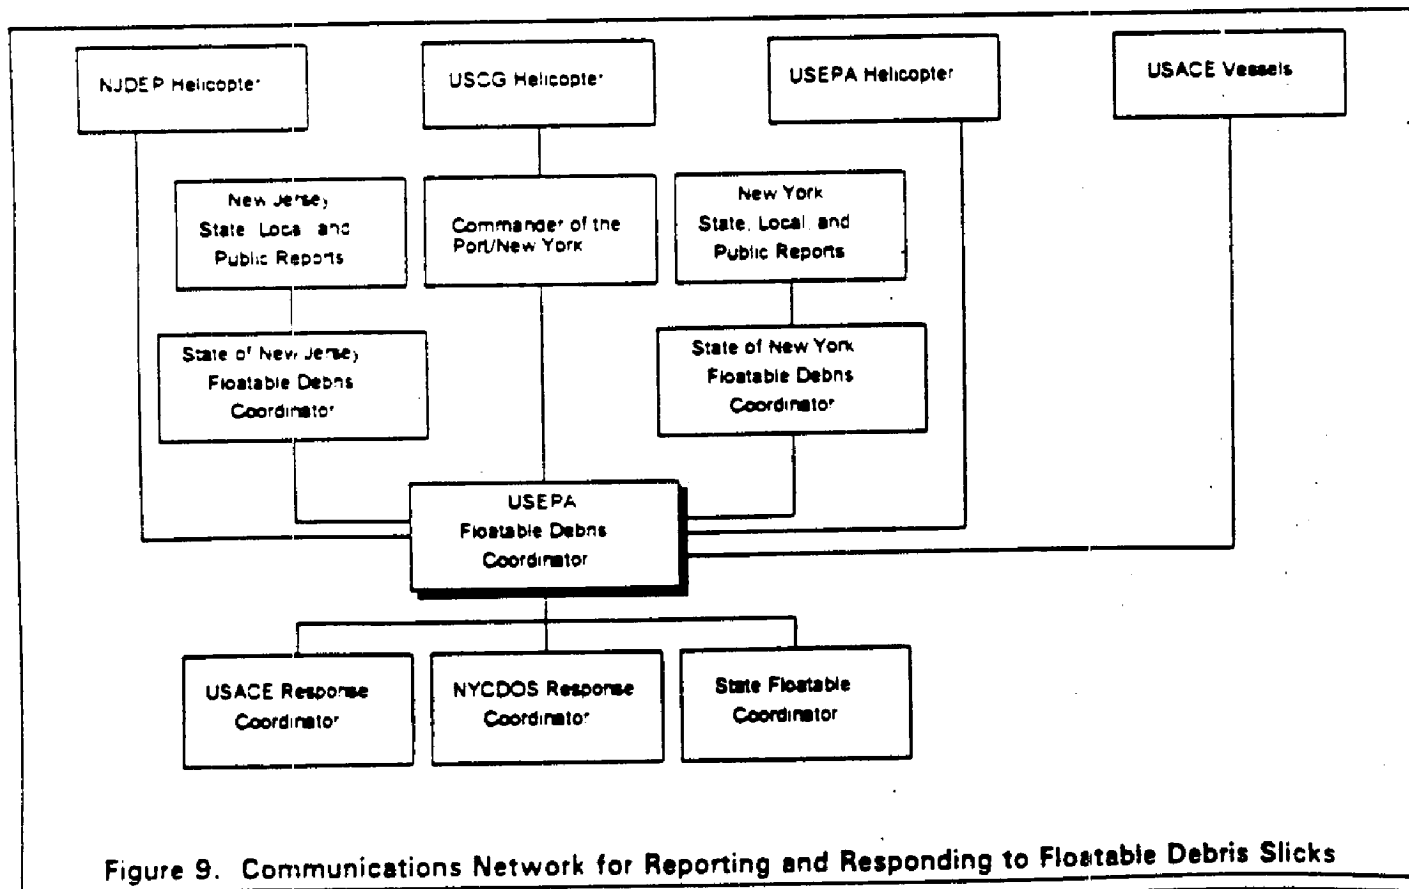 NJDEP Helicopter
USCG Helicopter
USEPA Helicopter
USACE Vessels
New Jersey
State, Local, and
Public Reports
Commander of the
Port/New York
New York
State, Local, and
Public Reports
State of New Jersey
Floatable Debris
Coordinator
State of New York
Floatable Debris
Coordinator
USEPA
Floatable Debris
Coordinator
USACE Response
Coordinator
NYCDOS Response
Coordinator
State Floatable
Coordinator
Figure 9. Communications Network for Reporting and Responding to Floatable Debris Slicks